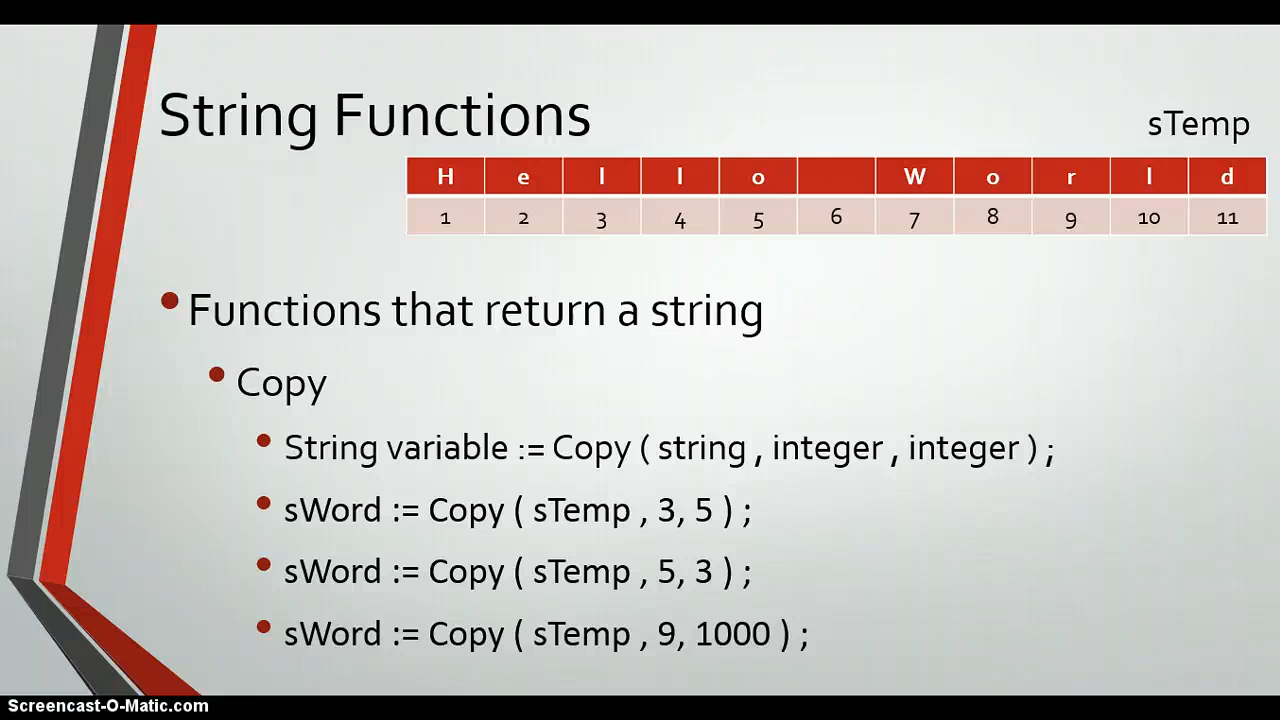 String Functions
sTemp
H e l l o W o r l d
1 2 3 4 5 6 7 8 9 10 11
Functions that return a string
Copy
String variable := Copy ( string , integer , integer ) ;
sWord := Copy ( sTemp , 3, 5 ) ;
sWord := Copy ( sTemp , 5, 3 ) ;
sWord := Copy ( sTemp , 9, 1000 ) ;
Screencast-O-Matic.com